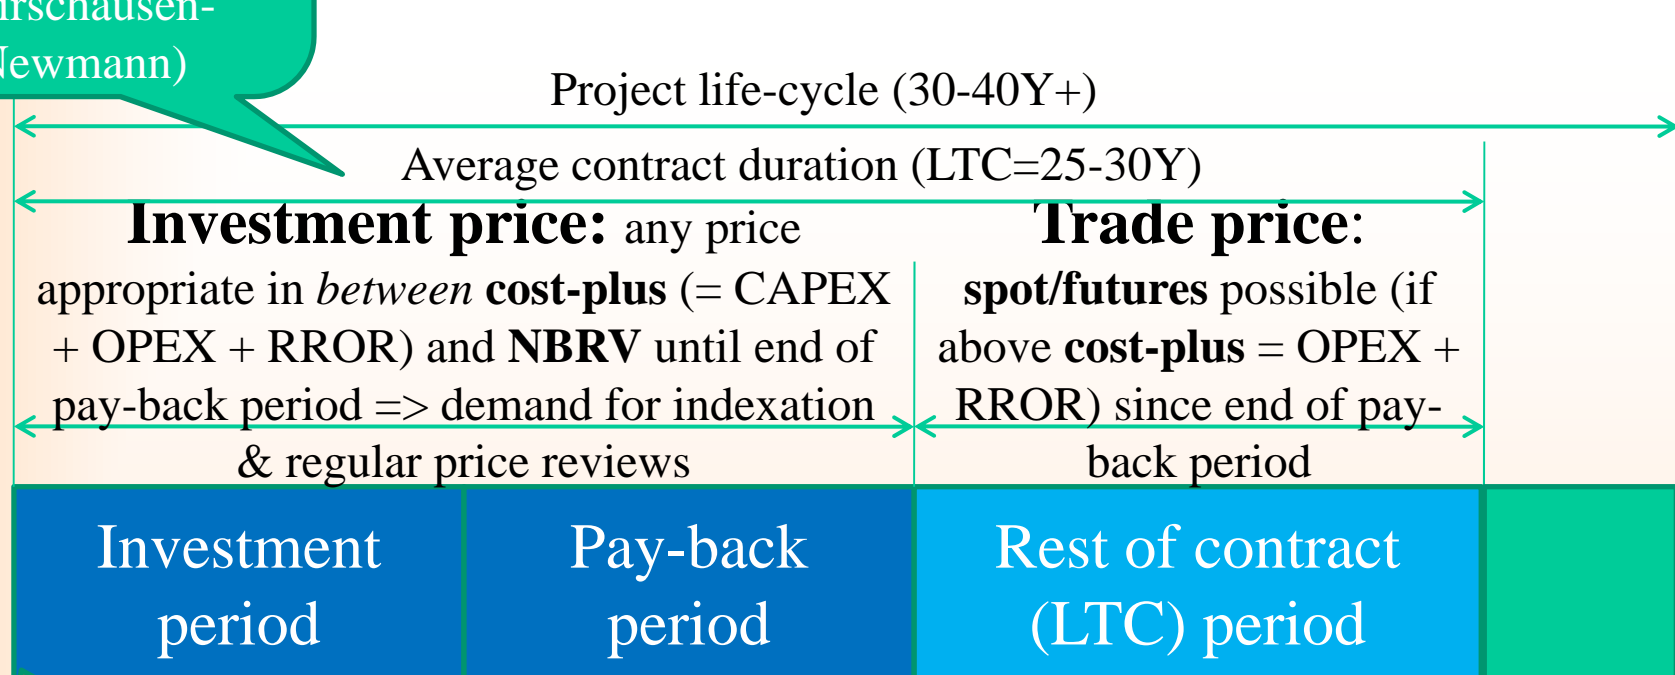 Newmann)
Project life-cycle (30-40Y+)
Average contract duration (LTC=25-30Y)
Investment price: any price
appropriate in between cost-plus (= CAPEX
+ OPEX + RROR) and NBRV until end of
pay-back period => demand for indexation
& regular price reviews
Trade price:
spot/futures possible (if
above cost-plus = OPEX +
RROR) since end of pay-
back period
Investment
period
Pay-back
period
Rest of contract
(LTC) period